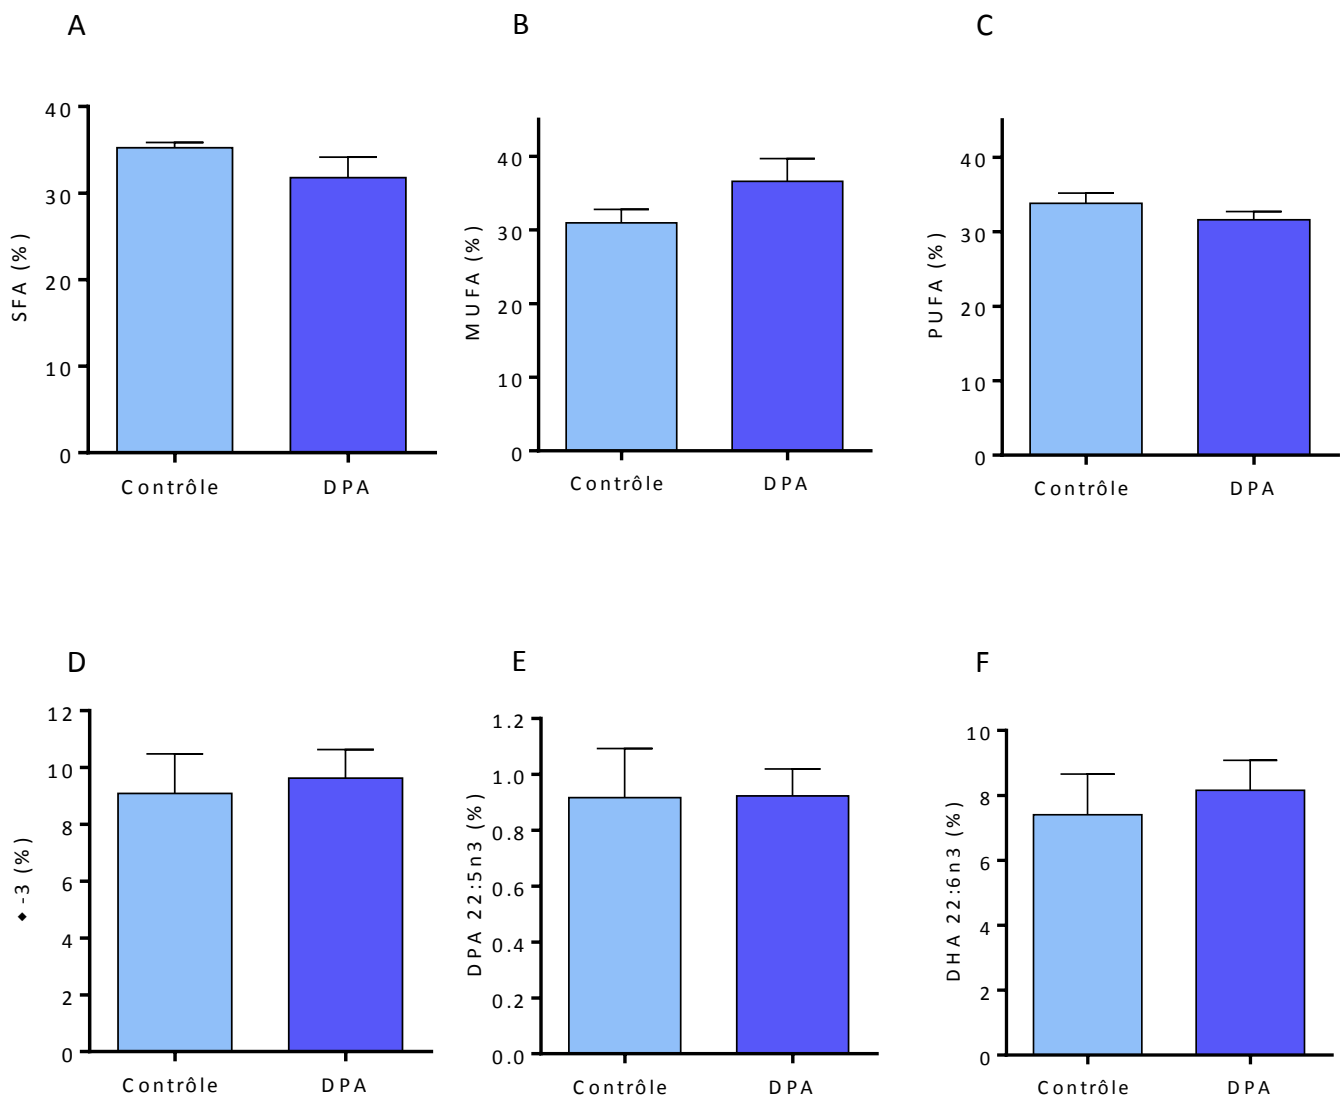 A
B
C
SFA (%)
40
30
20
10
0
Contrôle
DPA
MUFA (%)
40
30
20
10
0
Contrôle
DPA
PUFA (%)
40
30
20
10
0
Contrôle
DPA
D
E
F
◆ -3 (%)
12
10
8
6
4
2
0
Contrôle
DPA
DPA 22:5n3 (%)
1.2
1.0
0.8
0.6
0.4
0.2
0.0
Contrôle
DPA
DHA 22:6n3 (%)
10
8
6
4
2
0
Contrôle
DPA